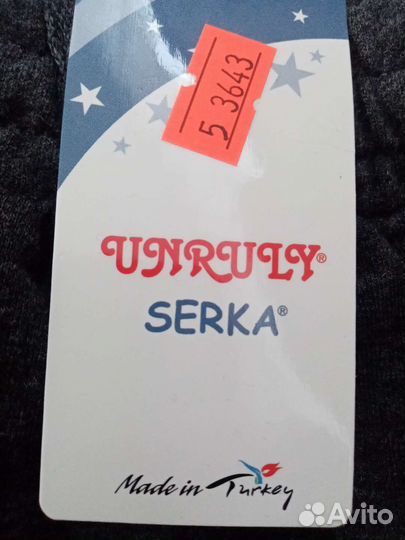 5 3643
UNRULY®
SERKA®
Made in Turkey
Avito